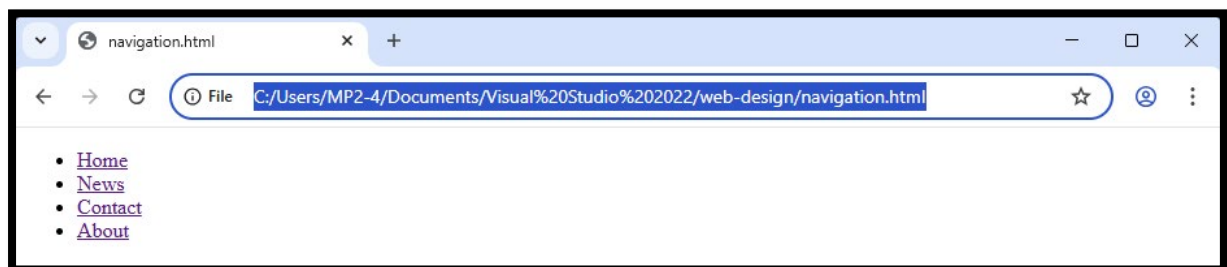 navigation.html
File C:/Users/MP2-4/Documents/Visual%20Studio%202022/web-design/navigation.html
Home
News
Contact
About